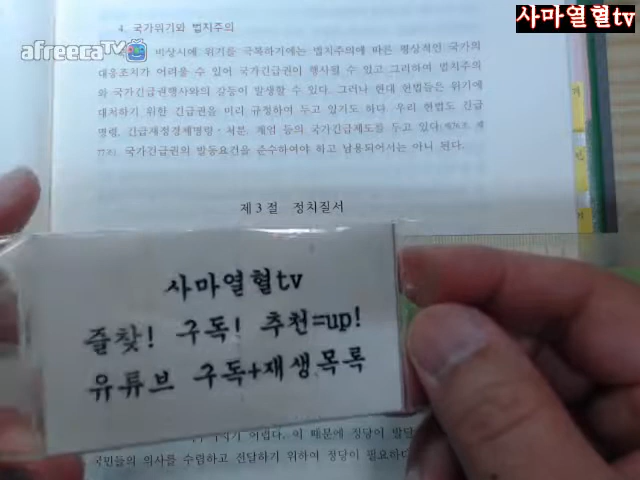 사마열혈tv
afreecaTV
4. 국가위기와 법치주의
비상시에 위기를 극복하기에는 법치주의에 따른 평상적인 국가의
대응조치가 어려울 수 있어 국가긴급권이 행사될 수 있고 그리하여 법치주의
와 국가긴급권행사와의 갈등이 발생할 수 있다. 그러나 현대 헌법들은 위기에
대처하기 위한 긴급권을 미리 규정하여 두고 있기도 하다. 우리 헌법도 긴급
명령, 긴급재정경제명령·처분, 계엄 등의 국가긴급제도를 두고 있다. 제76조, 제
77조. 국가긴급권의 발동요건을 준수하여야 하고 남용되어서는 아니 된다.
제 3 절 정치질서
사마열혈tv
즐찾! 구독! 추천=up!
유튜브 구독+재생목록
어렵다. 이 때문에 정당이
국민들의 의사를 수렴하고 전달하기 위하여 정당이 필요하다